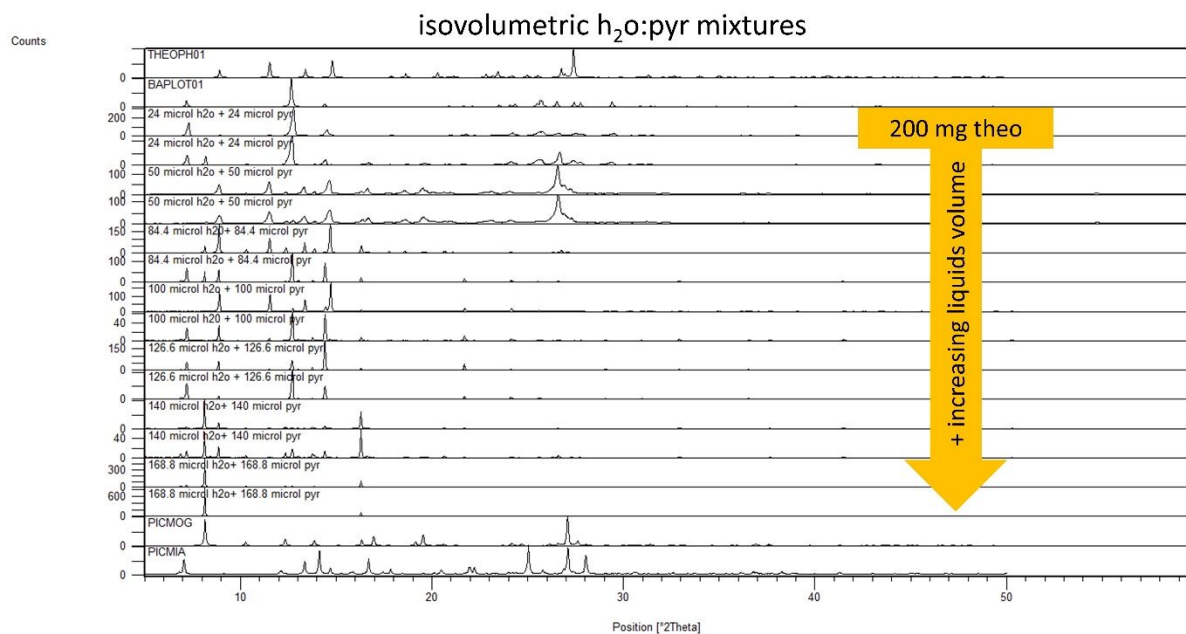 isovolumetric h₂o:pyr mixtures
Counts
THEOPH01
0
BAPLOT01
0
24 microl h2o + 24 microl pyr
200
0
24 microl h2o + 24 microl pyr
0
50 microl h2o + 50 microl pyr
100
0
50 microl h2o + 50 microl pyr
100
0
84.4 microl h20+ 84.4 microl pyr
150
0
84.4 microl h2o + 84.4 microl pyr
100
0
100 microl h2o + 100 microl pyr
100
0
100 microl h20 + 100 microl pyr
40
0
126.6 microl h2o + 126.6 microl pyr
150
0
126.6 microl h2o + 126.6 microl pyr
0
140 microl h2o+ 140 microl pyr
0
140 microl h2o+ 140 microl pyr
40
0
168.8 microl h2o+ 168.8 microl pyr
300
0
168.8 microl h2o+ 168.8 microl pyr
600
0
PICMOG
0
PICMIA
0
200 mg theo
+ increasing liquids volume
10 20 30 40 50
Position [°2Theta]